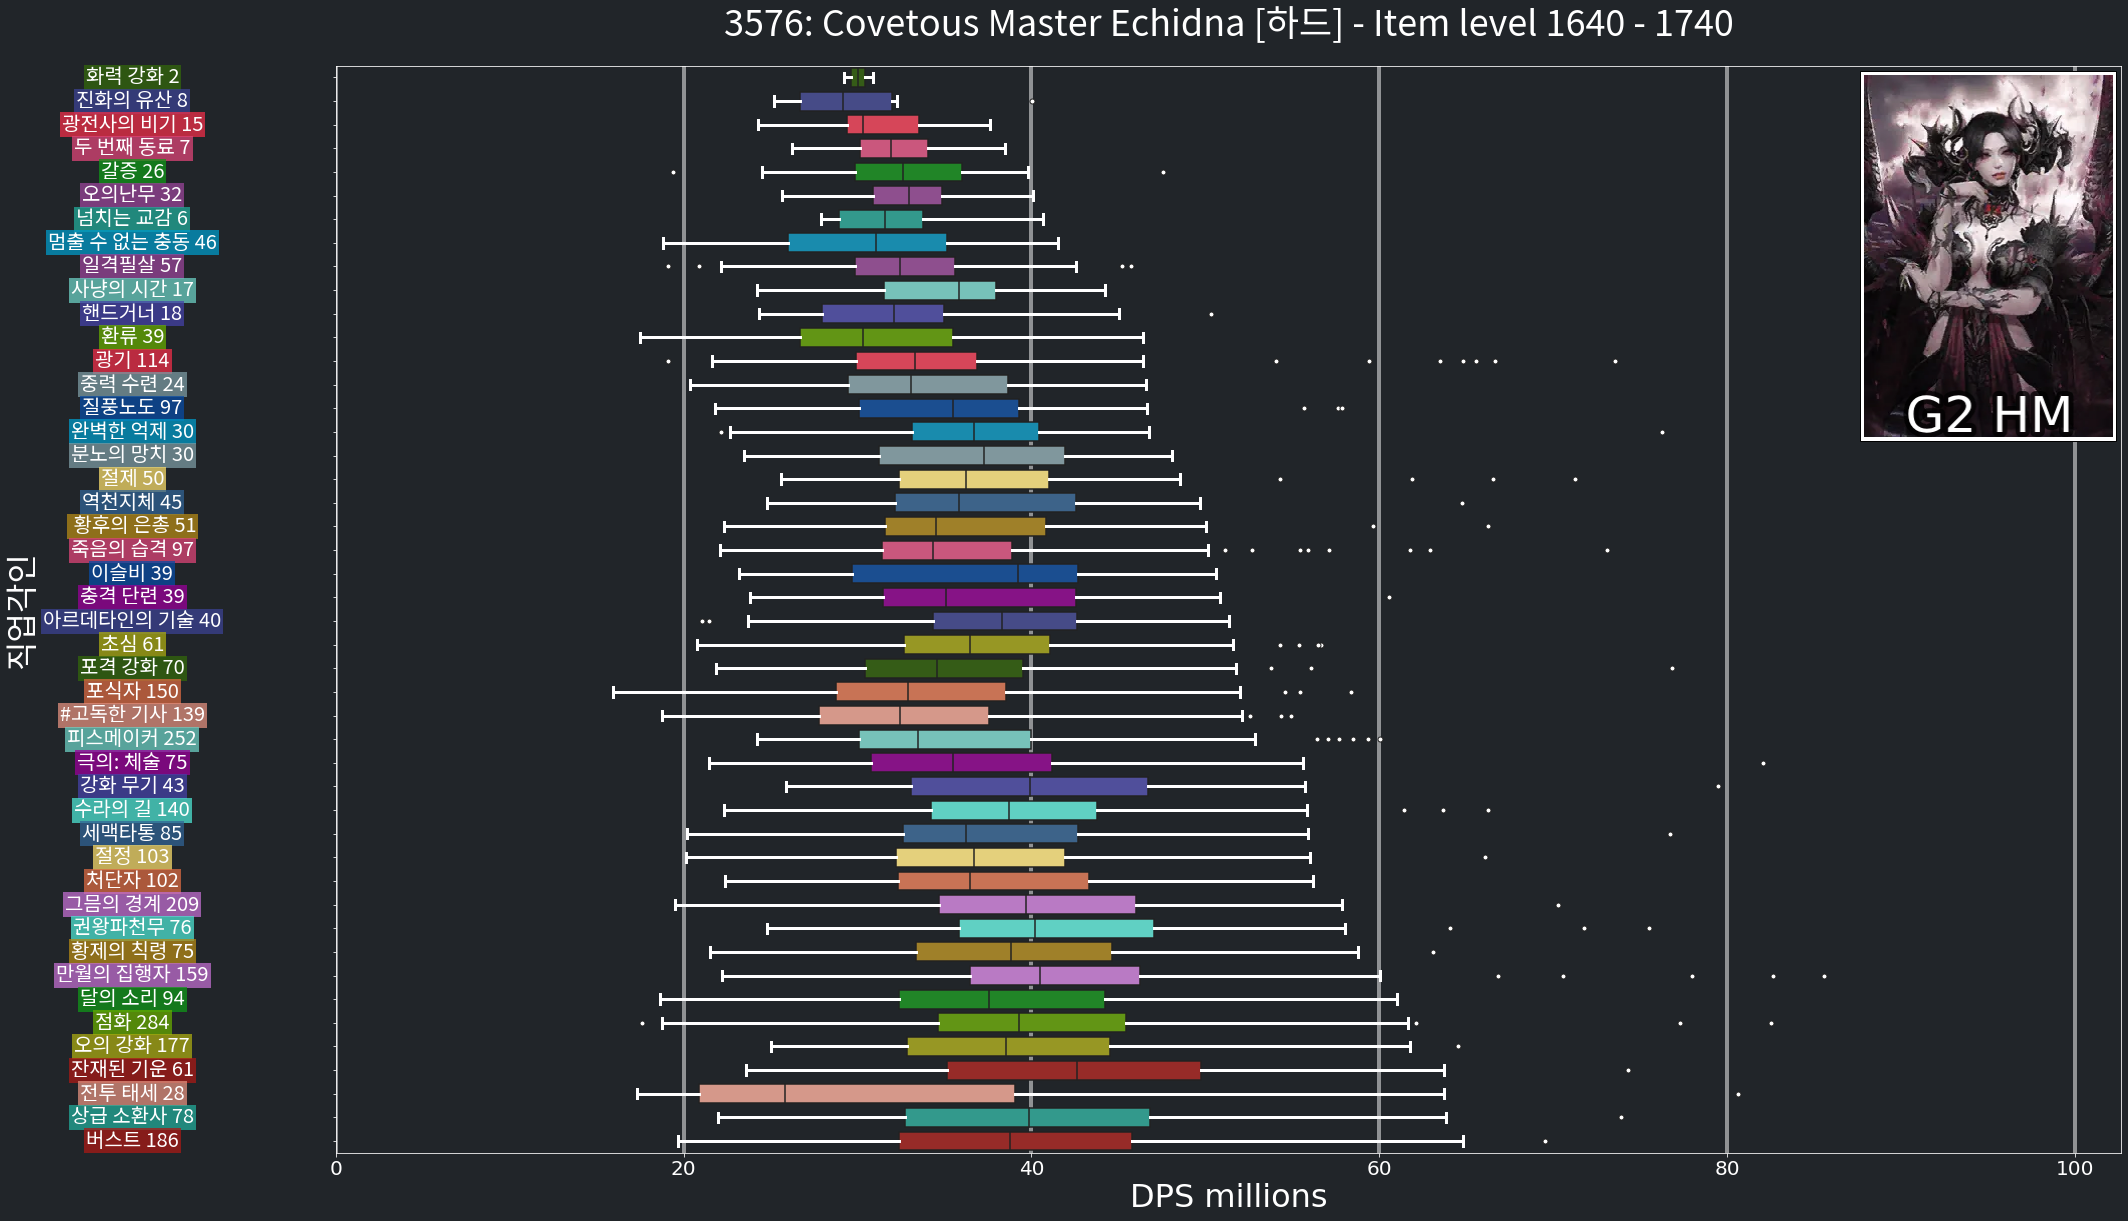 3576: Covetous Master Echidna [하드] - Item level 1640 - 1740
화력 강화 2
진화의 유산 8
광전사의 비기 15
두 번째 동료 7
갈증 26
오의난무 32
넘치는 교감 6
멈출 수 없는 충동 46
일격필살 57
사냥의 시간 17
핸드거너 18
환류 39
광기 114
중력 수련 24
질풍노도 97
완벽한 억제 30
분노의 망치 30
절제 50
역천지체 45
황후의 은총 51
죽음의 습격 97
이슬비 39
충격 단련 39
아르데타인의 기술 40
초심 61
포격 강화 70
포식자 150
#고독한 기사 139
피스메이커 252
극의: 체술 75
강화 무기 43
수라의 길 140
세맥타통 85
절정 103
처단자 102
그믐의 경계 209
권왕파천무 76
황제의 칙령 75
만월의 집행자 159
달의 소리 94
점화 284
오의 강화 177
잔재된 기운 61
전투 태세 28
상급 소환사 78
버스트 186
직업각인
G2 HM
0 20 40 60 80 100
DPS millions